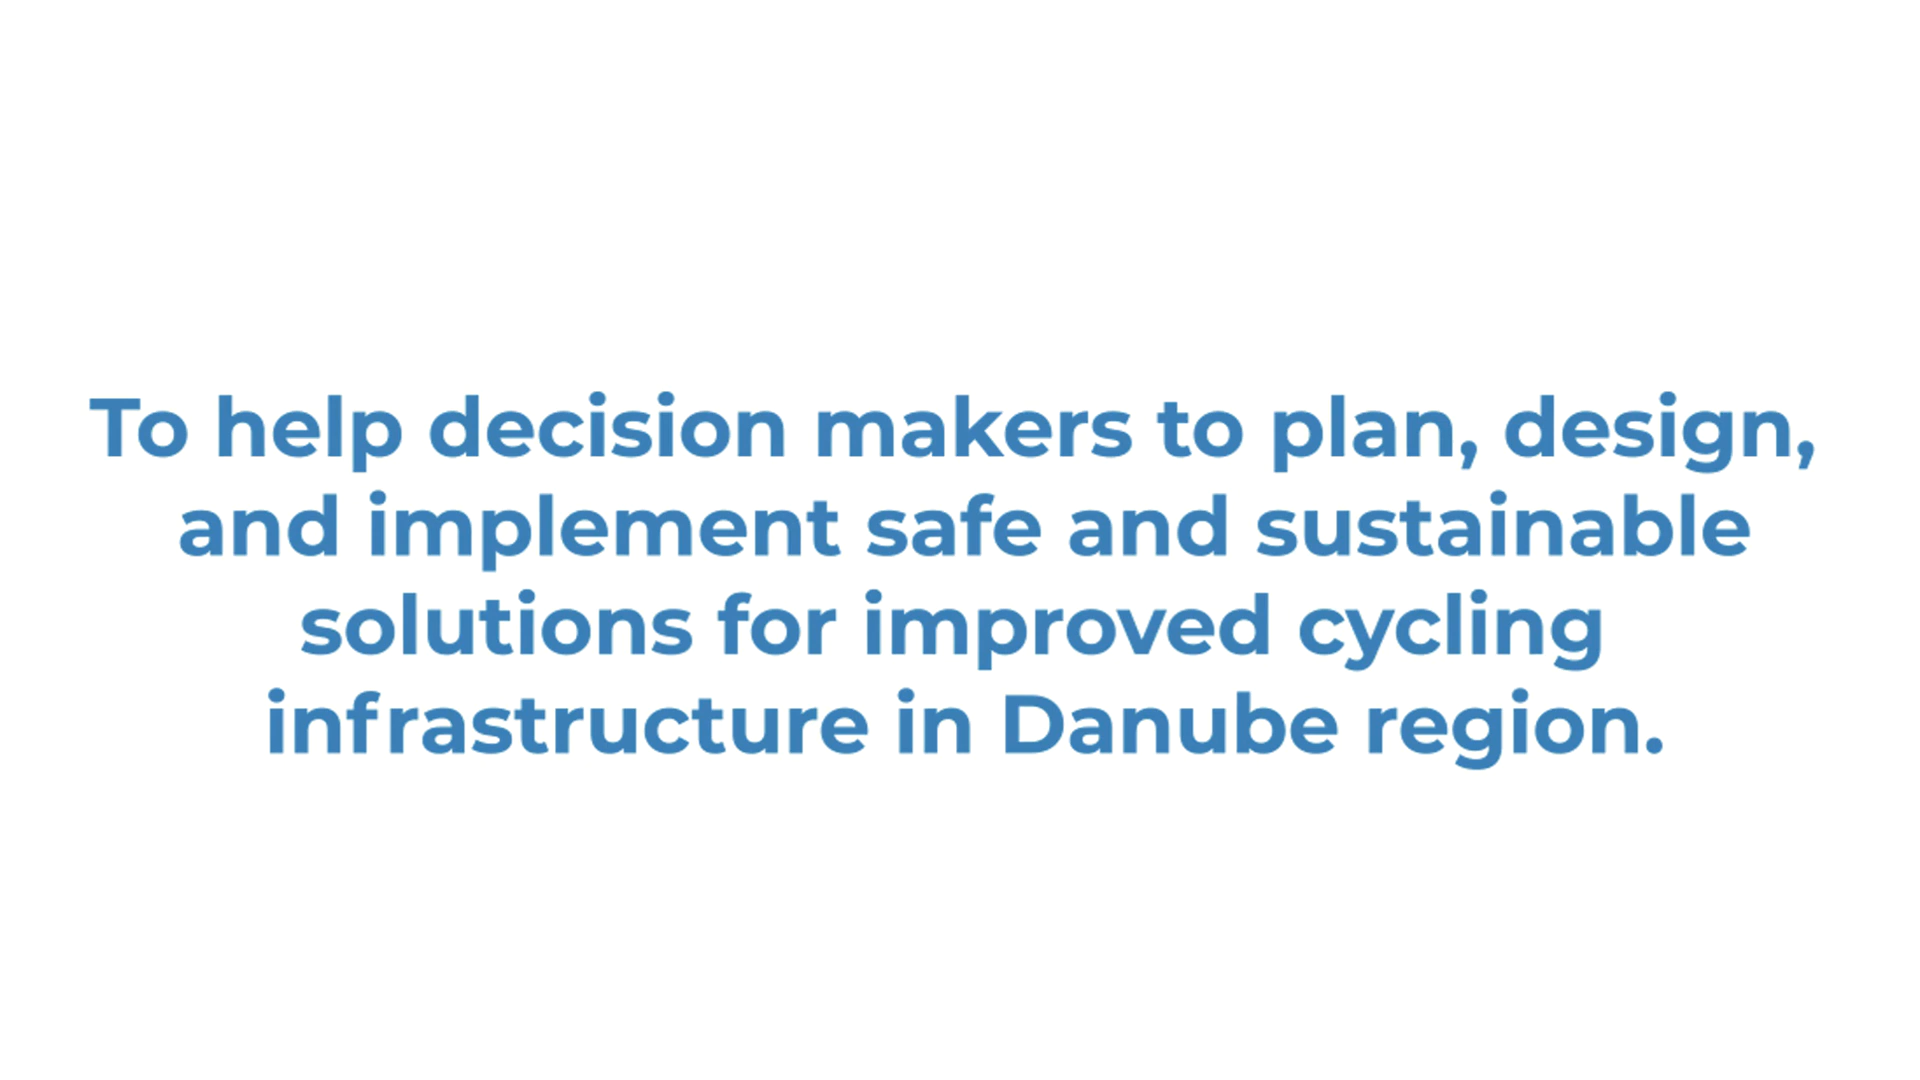 To help decision makers to plan, design,
and implement safe and sustainable
solutions for improved cycling
infrastructure in Danube region.